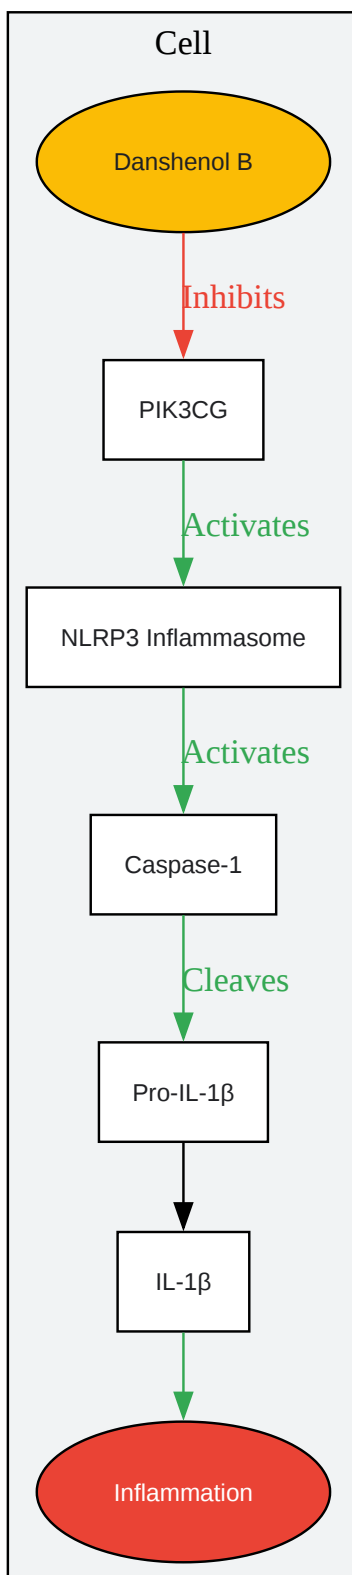 Cell
Danshenol B
Inhibits
PIK3CG
Activates
NLRP3 Inflammasome
Activates
Caspase-1
Cleaves
Pro-IL-1β
IL-1β
Inflammation